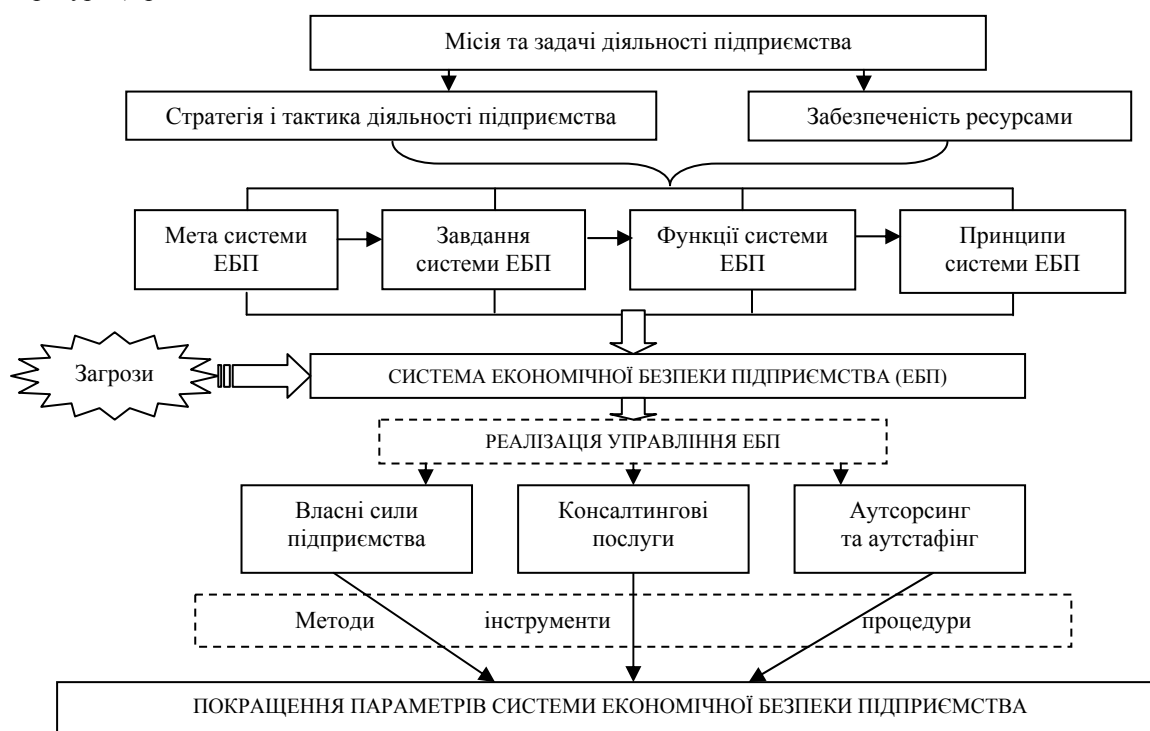 Місія та задачі діяльності підприємства
Стратегія і тактика діяльності підприємства
Забезпеченість ресурсами
Мета системи
ЕБП
Завдання
системи ЕБП
Функції системи
ЕБП
Принципи
системи ЕБП
Загрози
СИСТЕМА ЕКОНОМІЧНОЇ БЕЗПЕКИ ПІДПРИЄМСТВА (ЕБП)
РЕАЛІЗАЦІЯ УПРАВЛІННЯ ЕБП
Власні сили
підприємства
Консалтингові
послуги
Аутсорсинг
та аутстафінг
Методи інструменти процедури
ПОКРАЩЕННЯ ПАРАМЕТРІВ СИСТЕМИ ЕКОНОМІЧНОЇ БЕЗПЕКИ ПІДПРИЄМСТВА